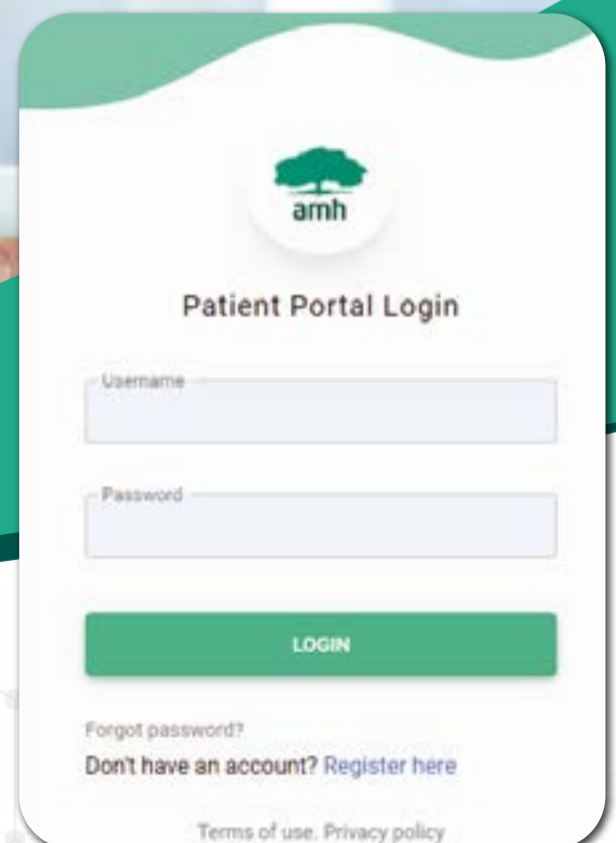 amh
Patient Portal Login
Username
Password
LOGIN
Forgot password?
Don't have an account? Register here
Terms of use. Privacy policy